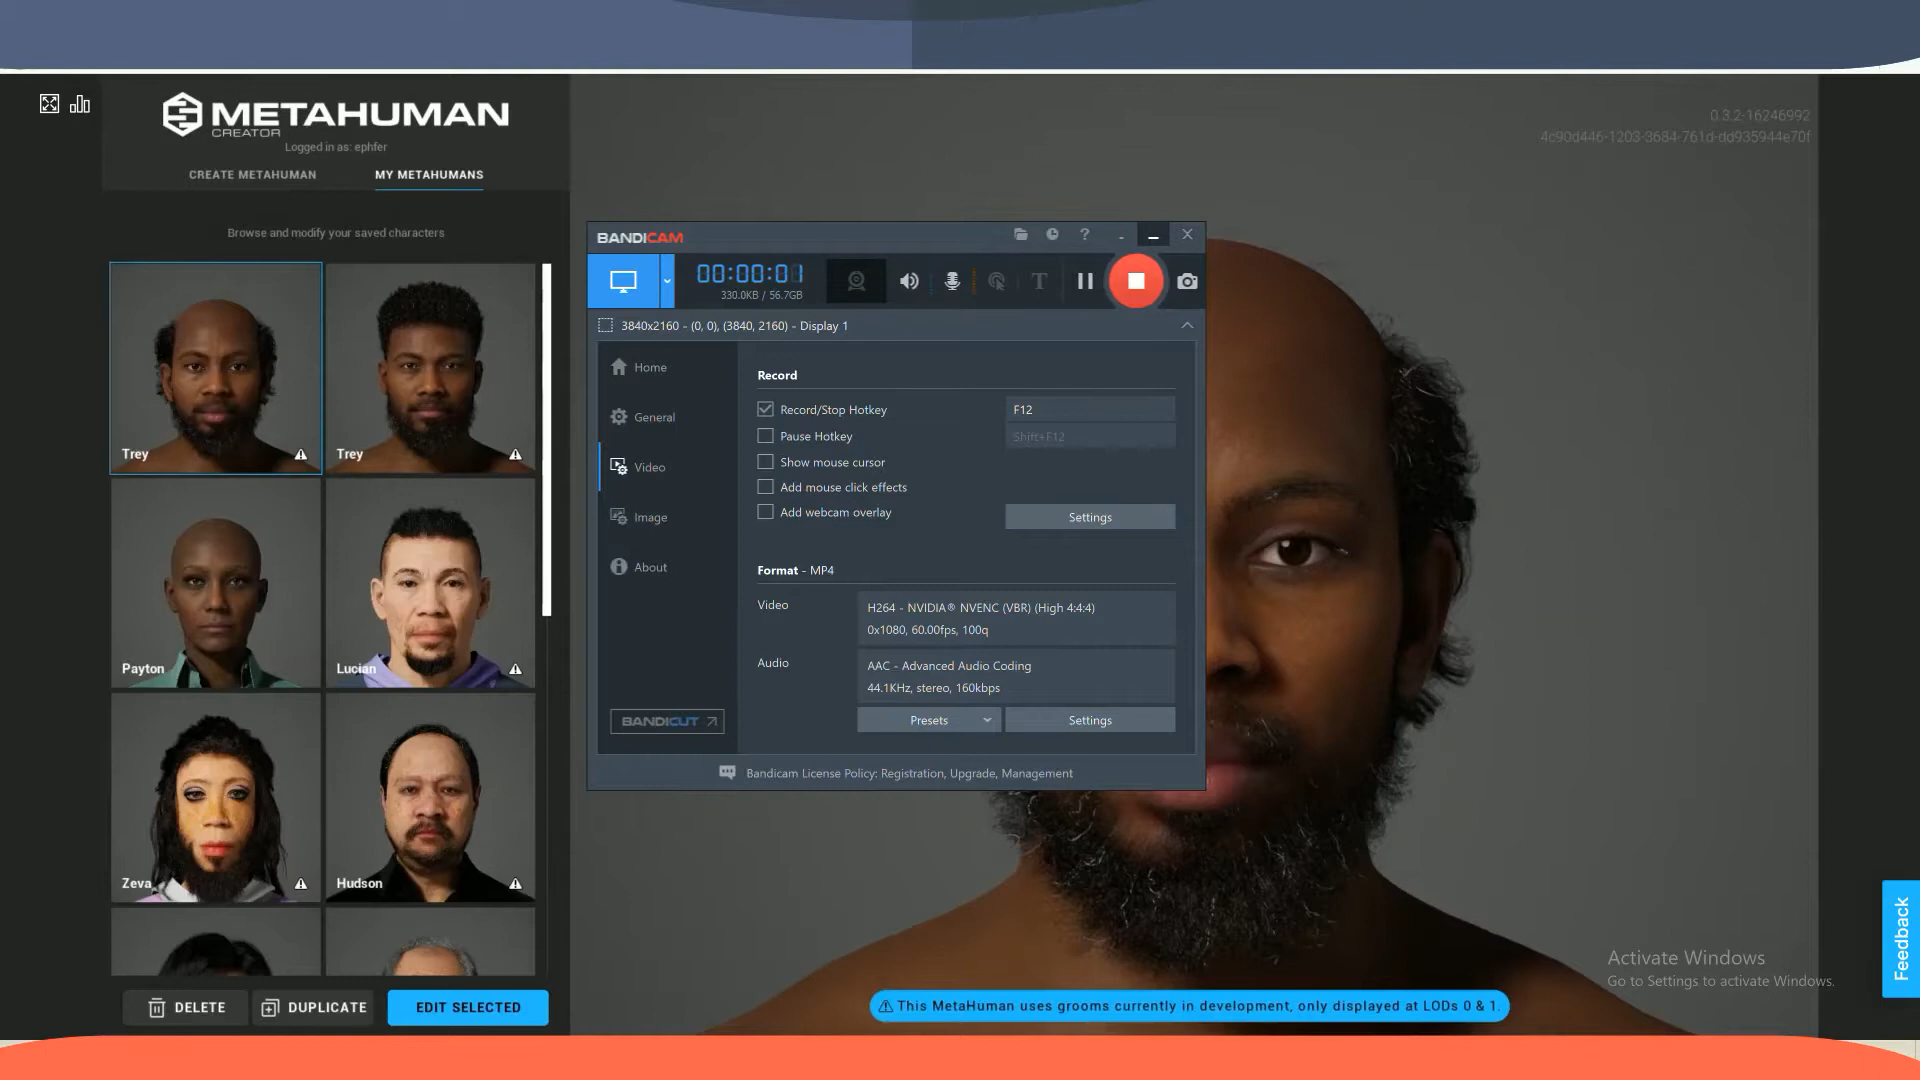 METAHUMAN
CREATOR
Logged in as: ephfer
CREATE METAHUMAN
MY METAHUMANS
Browse and modify your saved characters
Trey
Trey
Payton
Lucian
Zeva
Hudson
DELETE
DUPLICATE
EDIT SELECTED
0.3.2-16246992
4c90d446-1203-3684-761d-dd935944e70f
BANDICAM
00:00:01
330.0KB / 56.7GB
3840x2160 - (0, 0), (3840, 2160) - Display 1
Home
General
Video
Image
About
BANDICUT
Record
Record/Stop Hotkey
F12
Pause Hotkey
Shift+F12
Show mouse cursor
Add mouse click effects
Add webcam overlay
Settings
Format - MP4
Video
H264 - NVIDIA® NVENC (VBR) (High 4:4:4)
0x1080, 60.00fps, 100q
Audio
AAC - Advanced Audio Coding
44.1KHz, stereo, 160kbps
Presets
Settings
Bandicam License Policy: Registration, Upgrade, Management
This MetaHuman uses grooms currently in development, only displayed at LODs 0 & 1.
Activate Windows
Go to Settings to activate Windows.
Feedback